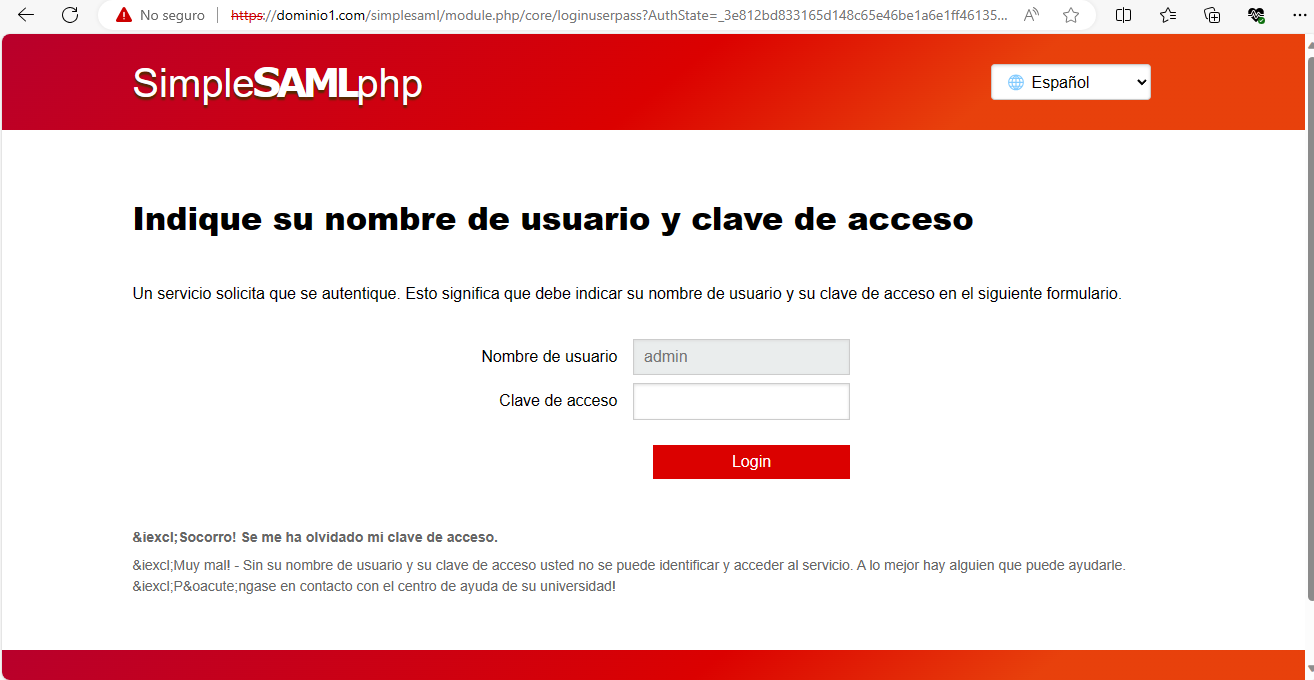 No seguro
https://dominio1.com/simplesaml/module.php/core/loginuserpass?AuthState=_3e812bd833165d148c65e46be1a6e1ff46135...
SimpleSAMLphp
Español
Indique su nombre de usuario y clave de acceso
Un servicio solicita que se autentique. Esto significa que debe indicar su nombre de usuario y su clave de acceso en el siguiente formulario.
Nombre de usuario admin
Clave de acceso
Login
&iexcl;Socorro! Se me ha olvidado mi clave de acceso.
&iexcl;Muy mal! - Sin su nombre de usuario y su clave de acceso usted no se puede identificar y acceder al servicio. A lo mejor hay alguien que puede ayudarle.
&iexcl;P&oacute;ngase en contacto con el centro de ayuda de su universidad!